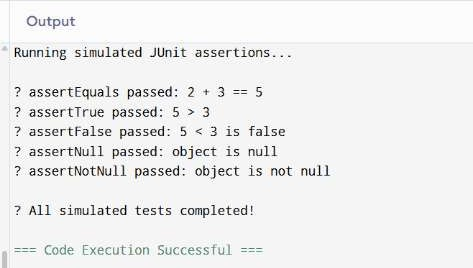 Output
Running simulated JUnit assertions...
? assertEquals passed: 2 + 3 == 5
? assertTrue passed: 5 > 3
? assertFalse passed: 5 < 3 is false
? assertNull passed: object is null
? assertNotNull passed: object is not null
? All simulated tests completed!
=== Code Execution Successful ===